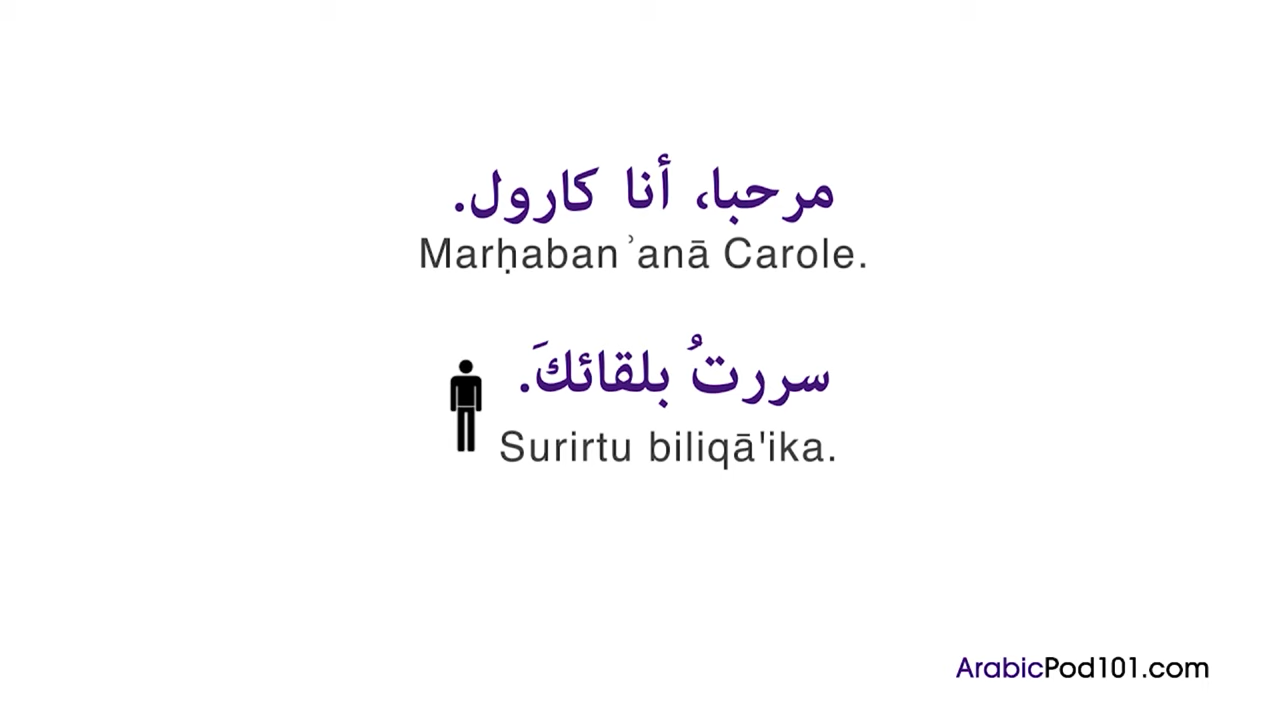 مرحبا، أنا كارول.
Marḥaban ʾanā Carole.
سررتُ بلقائكَ.
Surirtu biliqā'ika.
ArabicPod101.com